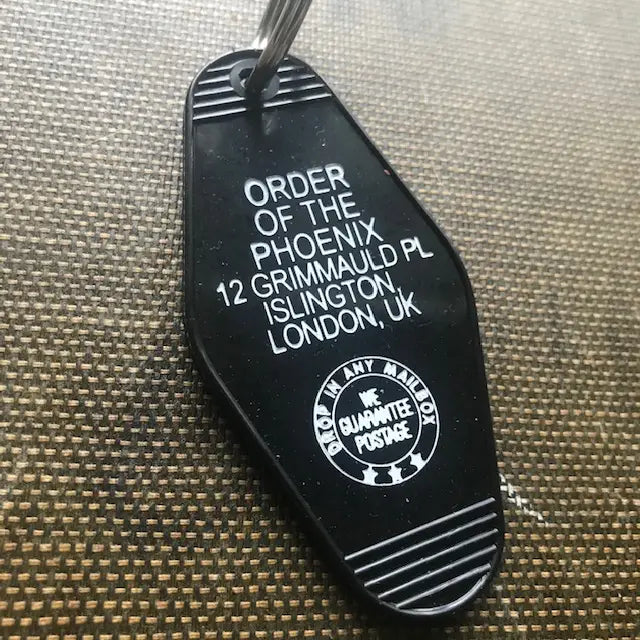 ORDER
OF THE
PHOENIX
12 GRIMMAULD PL
ISLINGTON,
LONDON, UK
DROP IN ANY MAILBOX
WE
GUARANTEE
POSTAGE